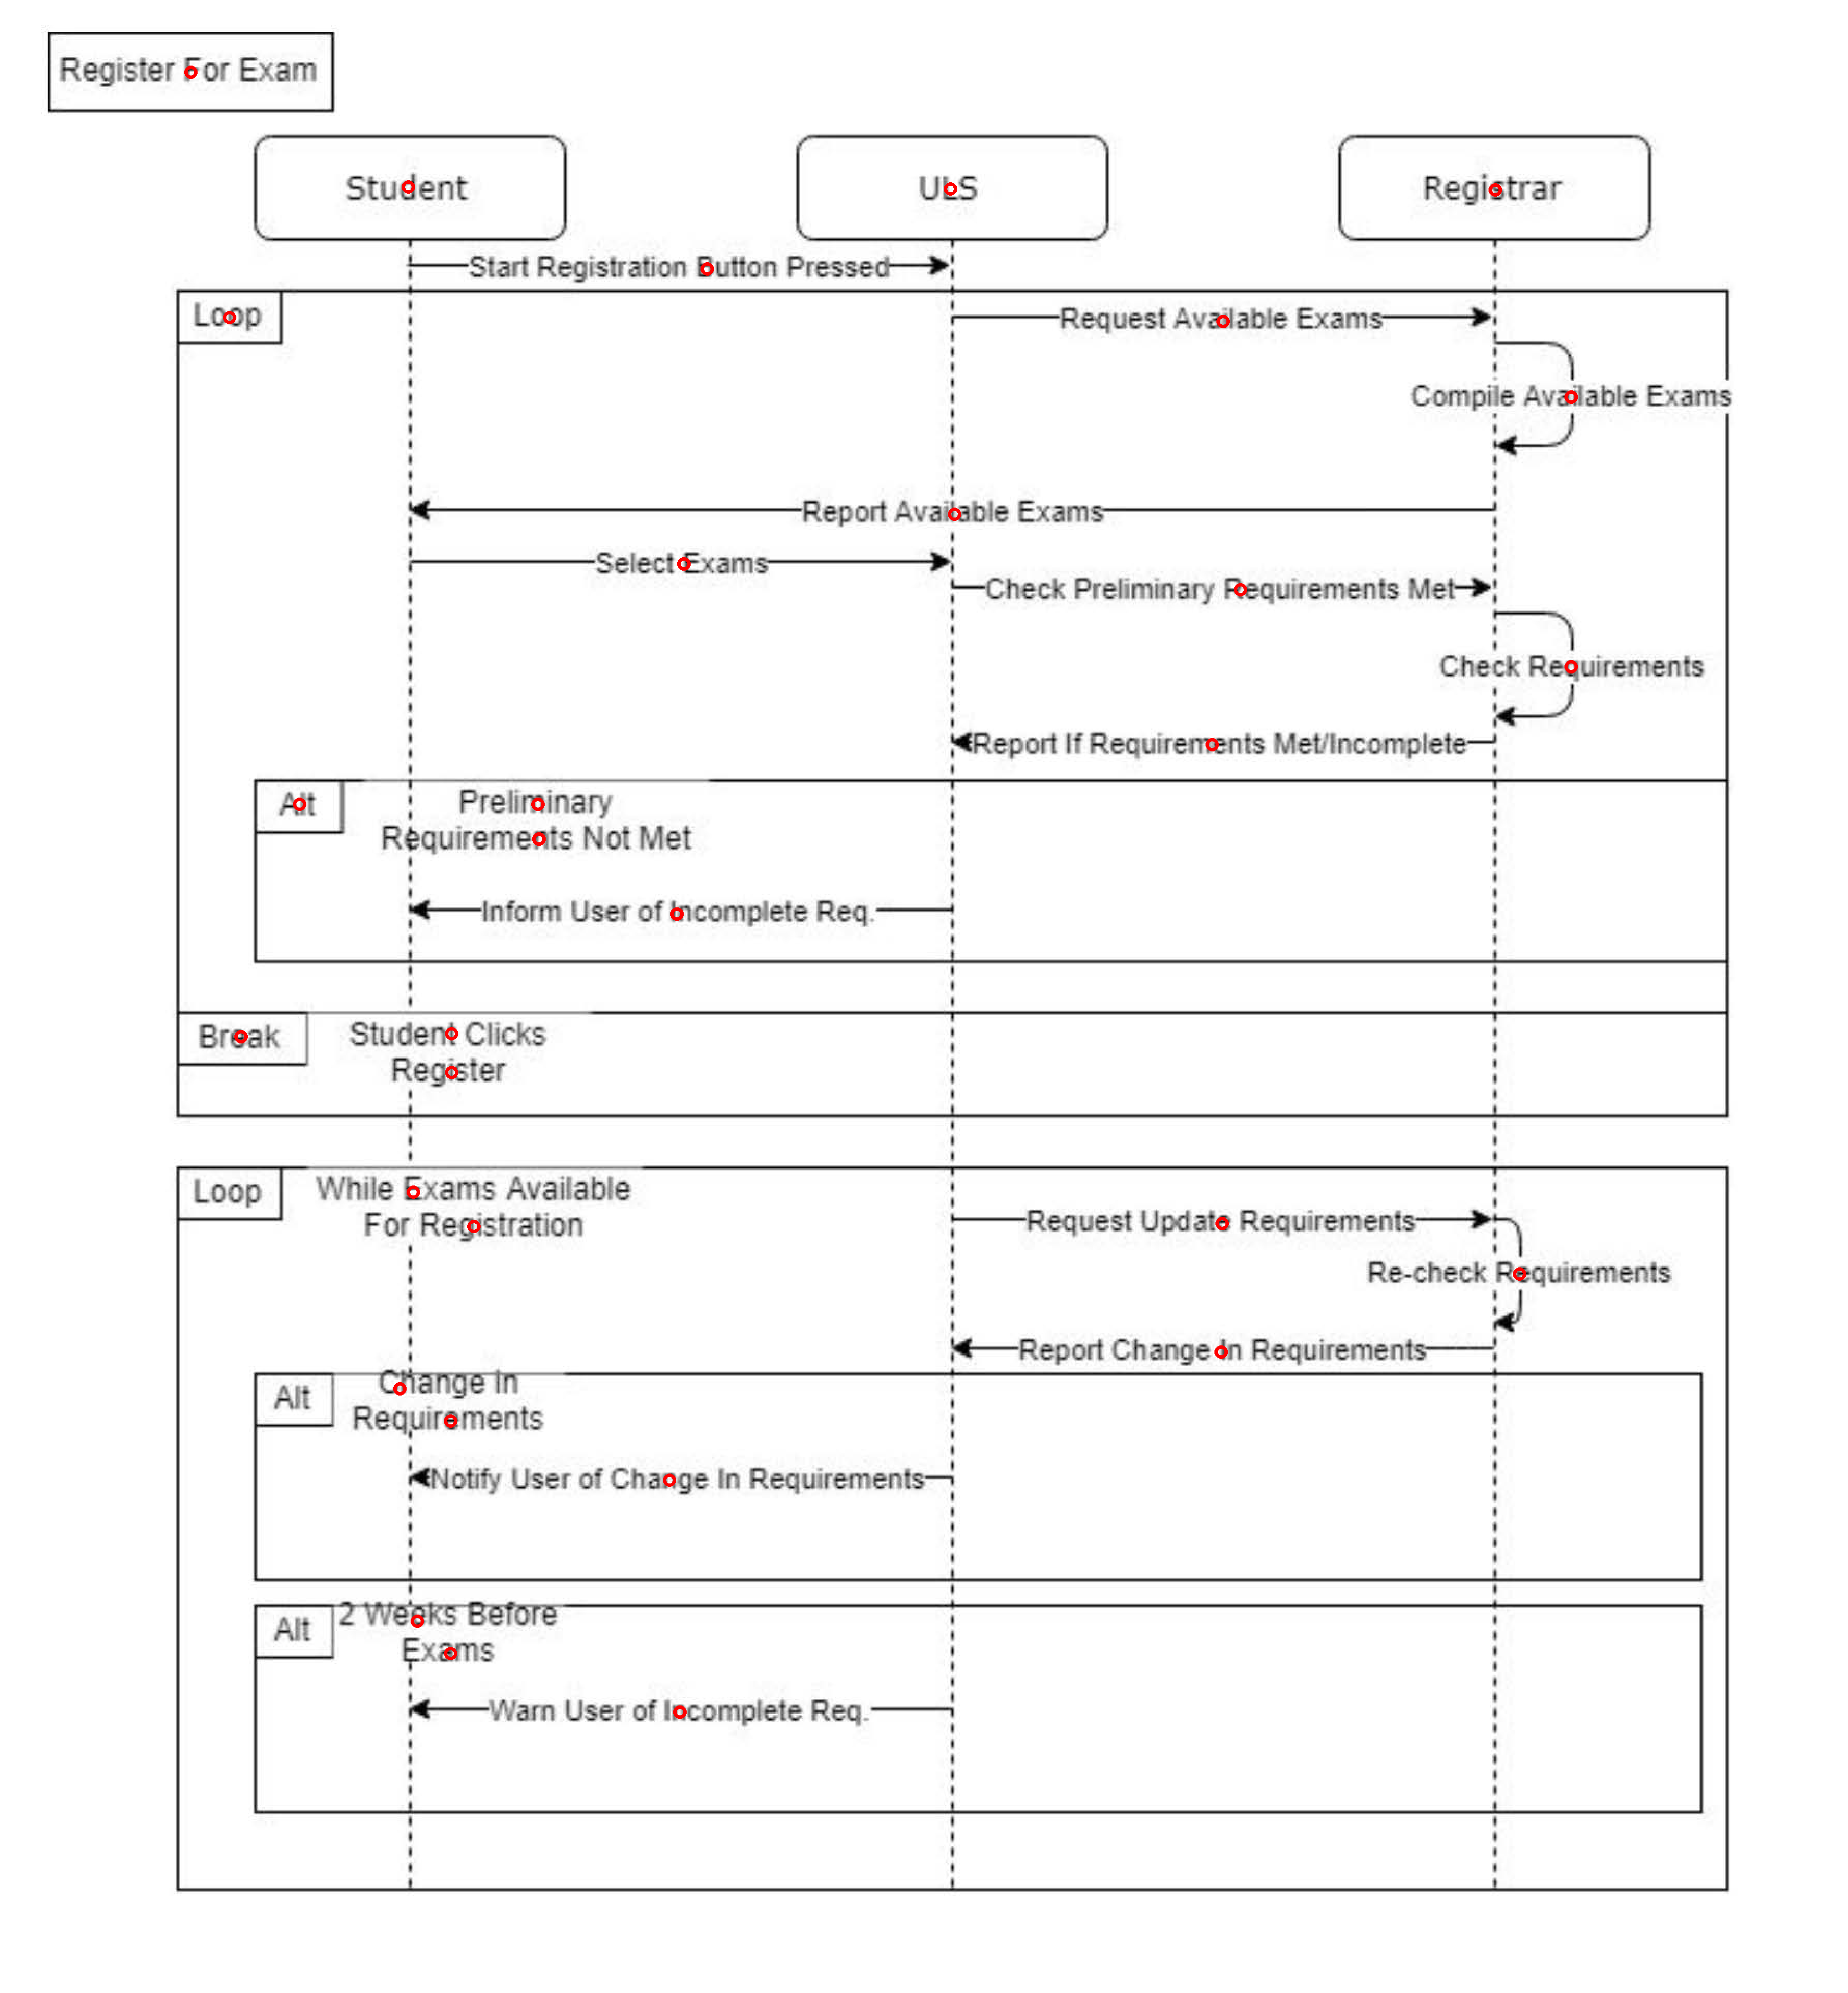 Register For Exam
Student
ULS
Registrar
Start Registration Button Pressed
Loop
Request Available Exams
Compile Available Exams
Report Available Exams
Select Exams
Check Preliminary Requirements Met
Check Requirements
Report If Requirements Met/Incomplete
Alt
Preliminary
Requirements Not Met
Inform User of Incomplete Req.
Break
Student Clicks
Register
Loop
While Exams Available
For Registration
Request Update Requirements
Re-check Requirements
Report Change In Requirements
Alt
Change In
Requirements
Notify User of Change In Requirements
Alt
2 Weeks Before
Exams
Warn User of Incomplete Req.